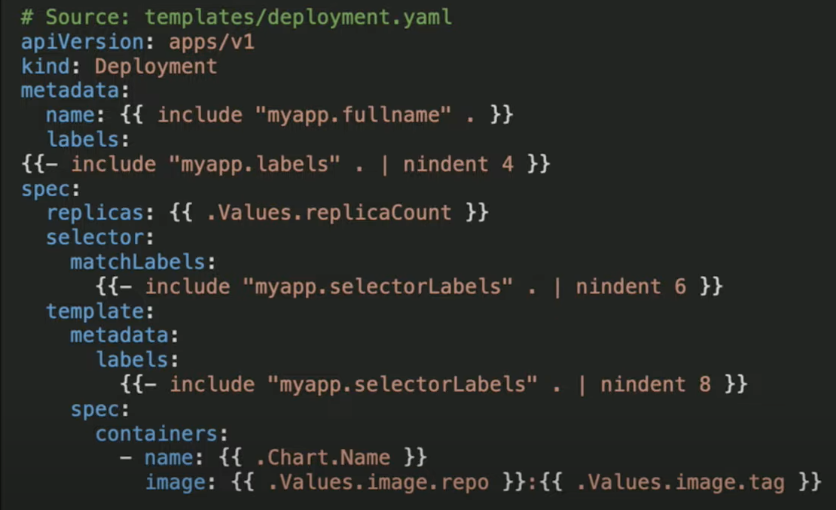 # Source: templates/deployment.yaml
apiVersion: apps/v1
kind: Deployment
metadata:
  name: {{ include "myapp.fullname" . }}
  labels:
{{- include "myapp.labels" . | nindent 4 }}
spec:
  replicas: {{ .Values.replicaCount }}
  selector:
    matchLabels:
      {{- include "myapp.selectorLabels" . | nindent 6 }}
  template:
    metadata:
      labels:
        {{- include "myapp.selectorLabels" . | nindent 8 }}
    spec:
      containers:
        - name: {{ .Chart.Name }}
          image: {{ .Values.image.repo }}:{{ .Values.image.tag }}